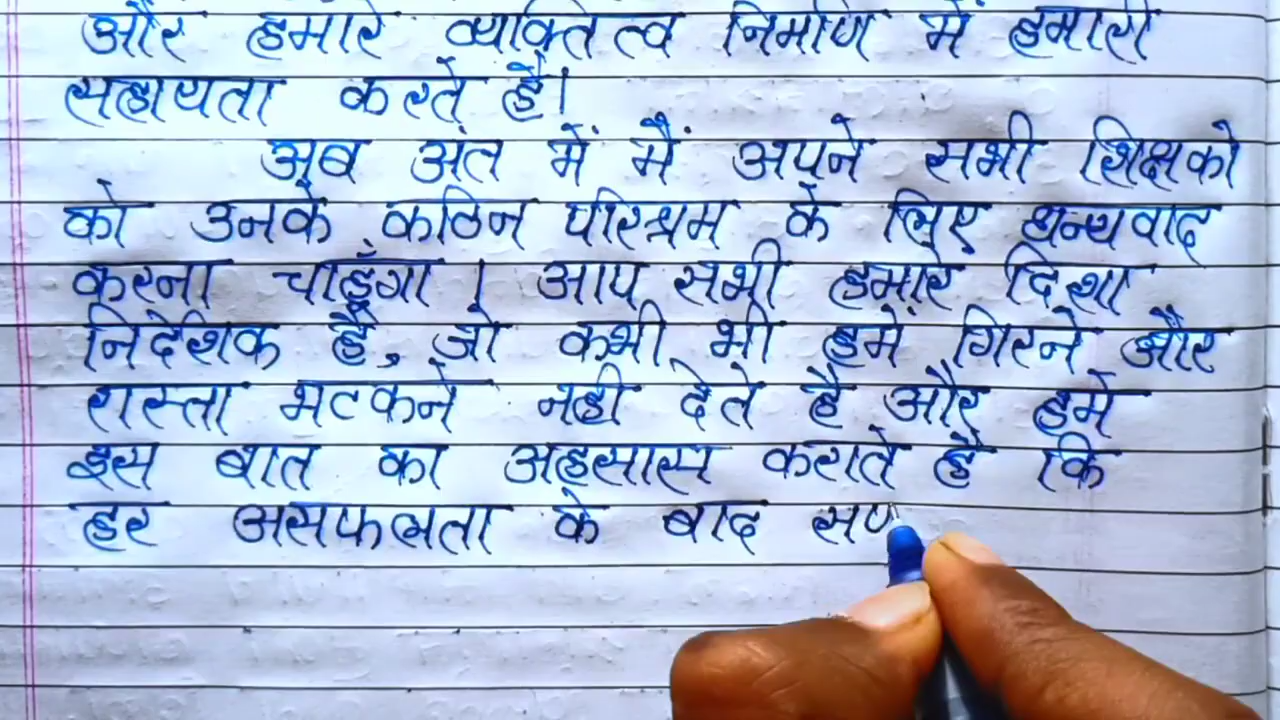 और हमारे व्यक्तित्व निर्माण में हमारी
सहायता करते है।
अब अंत में मैं अपने सभी शिक्षको
को उनके कठिन परिश्रम के लिए धन्यवाद
करना चाहूँगा । आप सभी हमारे दिशा
निर्देशक है, जो कभी भी हमें गिरने और
रास्ता भटकने नही देते है और हमे
इस बात का अहसास कराते है कि
हर असफलता के बाद